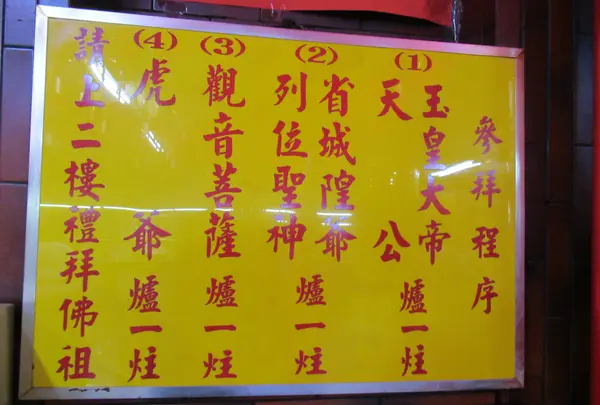 參拜程序
(1)
玉皇大帝
天公
爐一炷
(2)
省城隍爺
列位聖神
爐一炷
(3)
觀音菩薩
爐一炷
(4)
虎爺
爐一炷
請上二樓禮拜佛祖